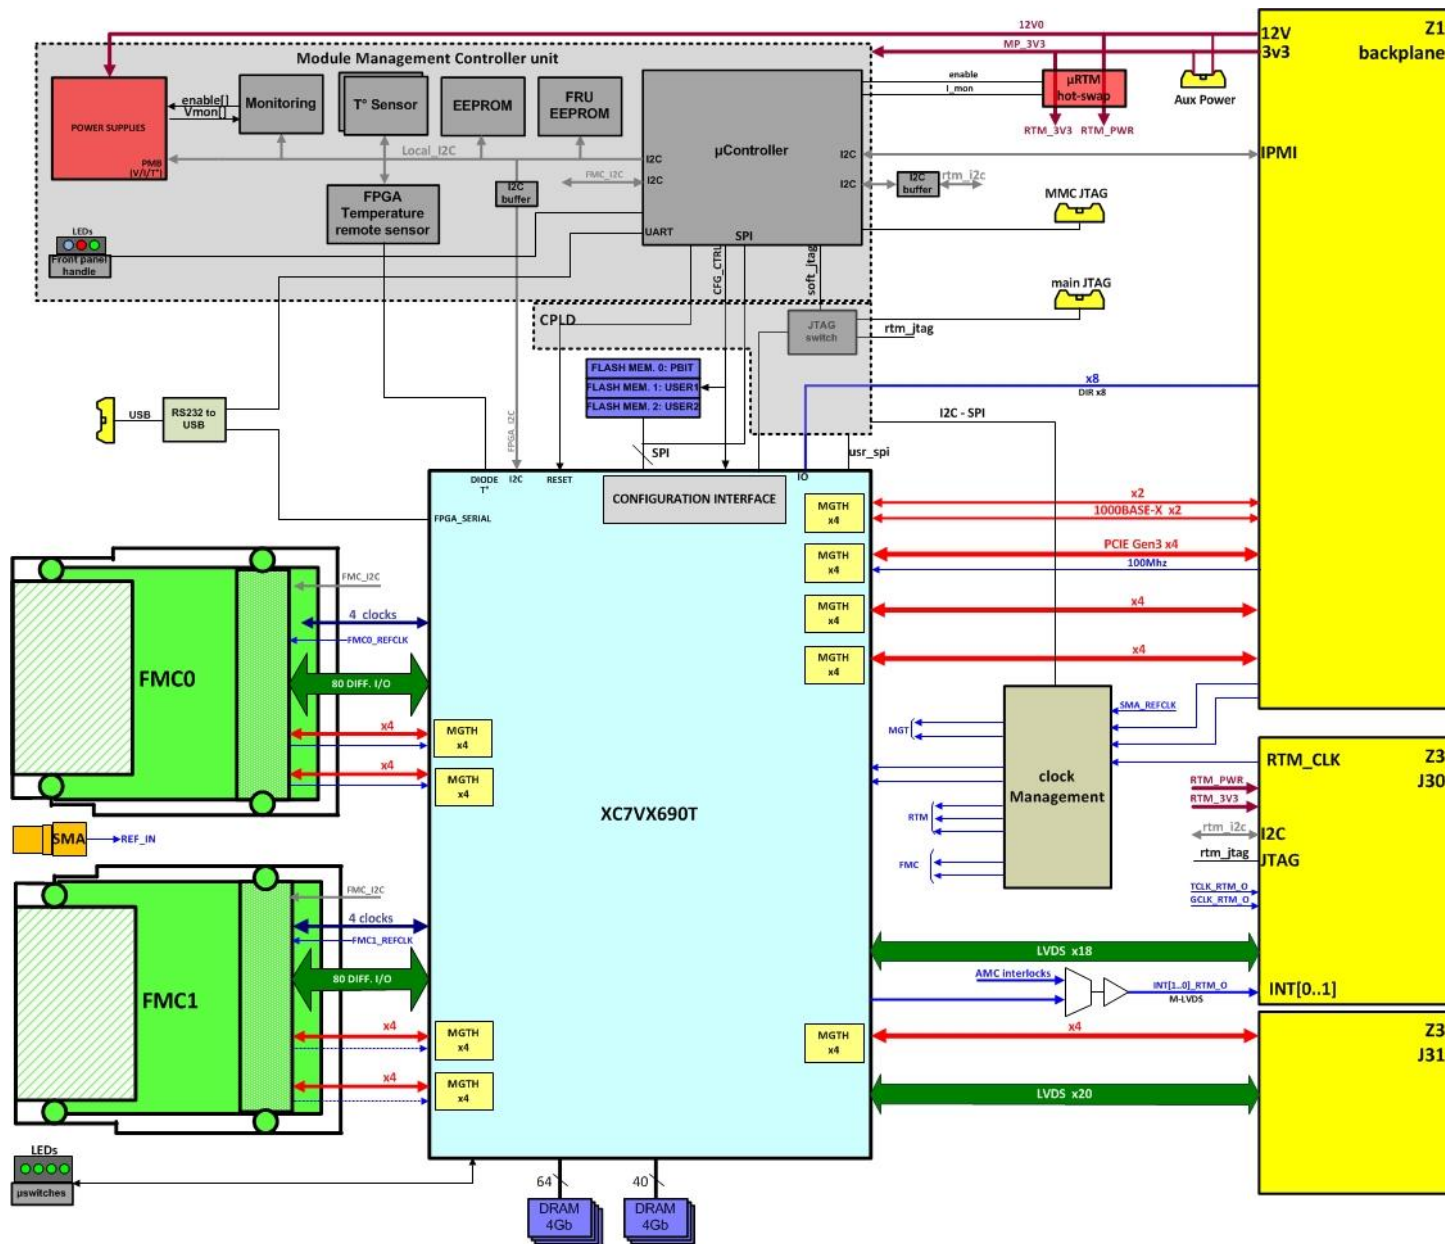 12V0
12V
Z1
MP_3V3
3v3
backplane
Module Management Controller unit
POWER SUPPLIES
PMB
(V/I/T°)
enable[]
Vmon[]
Monitoring
T° Sensor
EEPROM
FRU
EEPROM
µController
I2C
I2C
I2C
I2C
UART
SPI
enable
I_mon
µRTM
hot-swap
RTM_3V3
RTM_PWR
Aux Power
IPMI
Local_I2C
FMC_I2C
I2C
buffer
I2C
buffer
rtm_i2c
FPGA
Temperature
remote sensor
LEDs
Front panel
handle
MMC JTAG
CFG_CTRL
soft_jtag
main JTAG
CPLD
JTAG
switch
rtm_jtag
FLASH MEM. 0: PBIT
FLASH MEM. 1: USER1
FLASH MEM. 2: USER2
x8
DIR x8
I2C - SPI
USB
RS232 to
USB
FPGA_I2C
SPI
usr_spi
DIODE
T°
I2C
RESET
IO
CONFIGURATION INTERFACE
FPGA_SERIAL
MGTH
x4
x2
1000BASE-X x2
MGTH
x4
PCIE Gen3 x4
100Mhz
MGTH
x4
x4
MGTH
x4
x4
FMC_I2C
4 clocks
FMC0_REFCLK
FMC0
80 DIFF. I/O
x4
MGTH
x4
x4
MGTH
x4
SMA
REF_IN
XC7VX690T
SMA_REFCLK
MGT
clock
Management
RTM
FMC
RTM_CLK
Z3
J30
RTM_PWR
RTM_3V3
rtm_i2c
I2C
rtm_jtag
JTAG
TCLK_RTM_O
GCLK_RTM_O
FMC_I2C
4 clocks
FMC1_REFCLK
FMC1
80 DIFF. I/O
LVDS x18
AMC interlocks
INT[1..0]_RTM_O
M-LVDS
INT[0..1]
x4
MGTH
x4
x4
MGTH
x4
MGTH
x4
x4
Z3
J31
LVDS x20
LEDs
µswitches
64
DRAM
4Gb
40
DRAM
4Gb